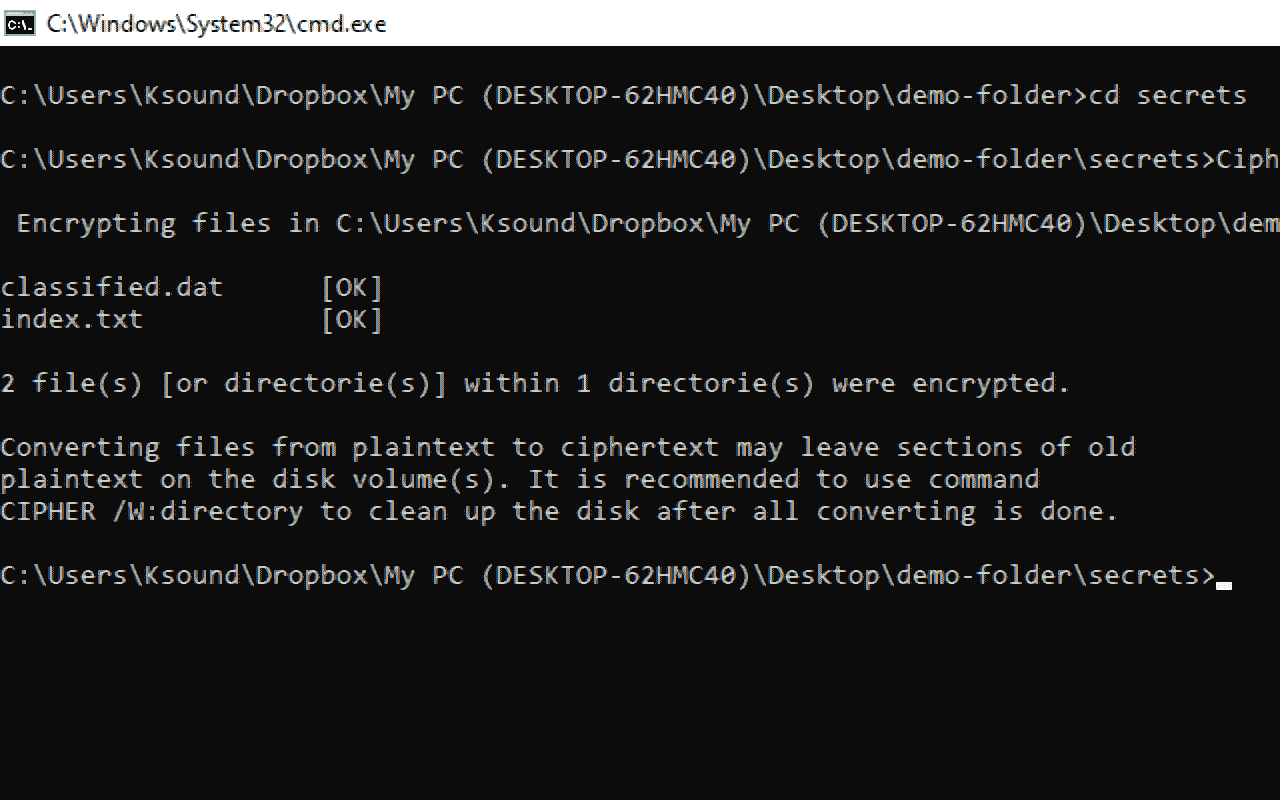 C:\Windows\System32\cmd.exe
C:\Users\Ksound\Dropbox\My PC (DESKTOP-62HMC40)\Desktop\demo-folder>cd secrets
C:\Users\Ksound\Dropbox\My PC (DESKTOP-62HMC40)\Desktop\demo-folder\secrets>Ciph
Encrypting files in C:\Users\Ksound\Dropbox\My PC (DESKTOP-62HMC40)\Desktop\dem
classified.dat [OK]
index.txt [OK]
2 file(s) [or directorie(s)] within 1 directorie(s) were encrypted.
Converting files from plaintext to ciphertext may leave sections of old
plaintext on the disk volume(s). It is recommended to use command
CIPHER /W:directory to clean up the disk after all converting is done.
C:\Users\Ksound\Dropbox\My PC (DESKTOP-62HMC40)\Desktop\demo-folder\secrets>